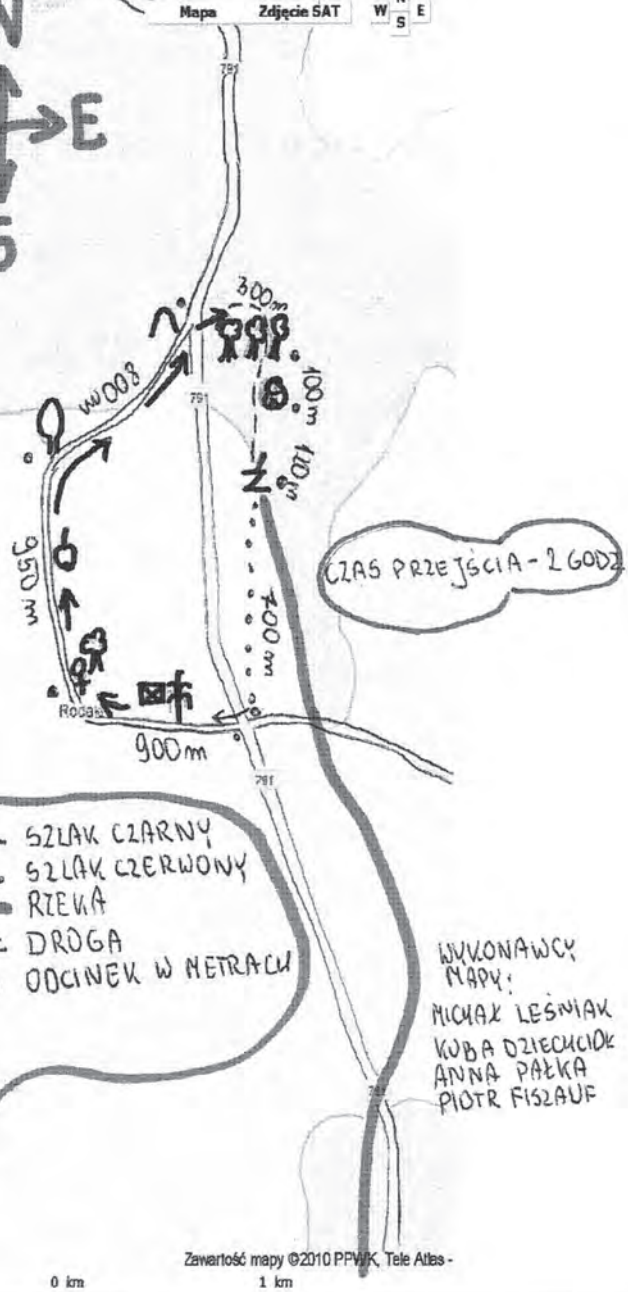 Mapa Zdjęcie SAT
W E
S
E
S
791
300m
800m
791
100m
120m
950m
700m
CZAS PRZEJŚCIA - 2 GODZ.
900m
791
SZLAK CZARNY
SZLAK CZERWONY
RZEKA
DROGA
ODCINEK W METRACH
WYKONAWCY
MAPY:
MICHAŁ LEŚNIAK
KUBA DZIECHCIOK
ANNA PAŁKA
PIOTR FISZAUF
Zawartość mapy ©2010 PPWK, Tele Atlas -
0 km 1 km